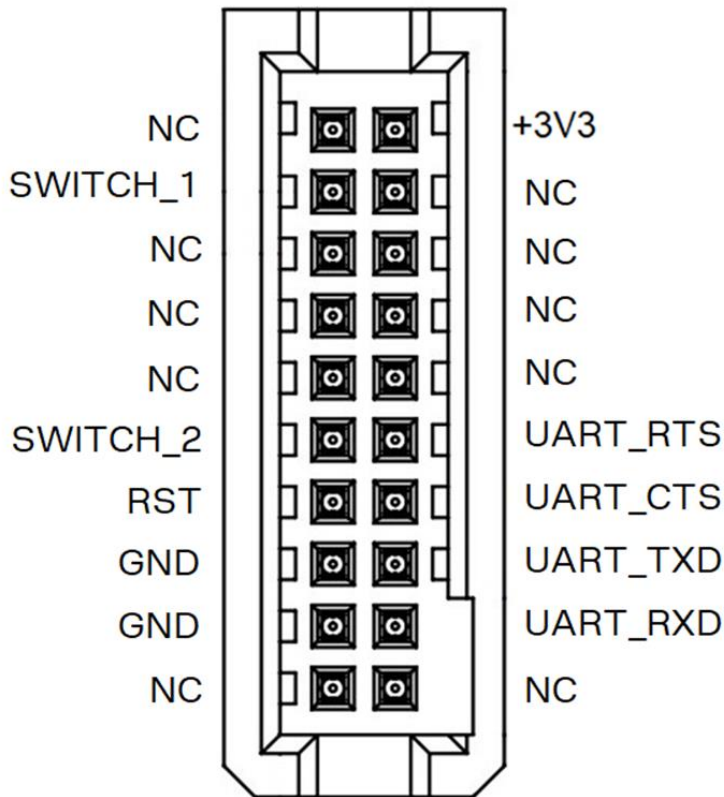 NC +3V3
SWITCH_1 NC
NC NC
NC NC
NC NC
SWITCH_2 UART_RTS
RST UART_CTS
GND UART_TXD
GND UART_RXD
NC NC